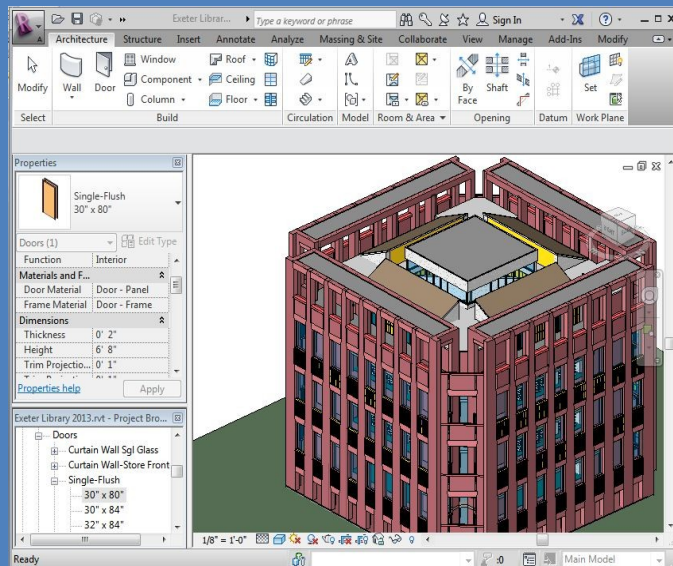 Exeter Librar...
Type a keyword or phrase
Sign In
Architecture Structure Insert Annotate Analyze Massing & Site Collaborate View Manage Add-Ins Modify
Modify Wall Door Window Component Column Roof Ceiling Floor By Face Shaft Set
Select Build Circulation Model Room & Area Opening Datum Work Plane
Properties
Single-Flush
30" x 80"
Doors (1) Edit Type
Function Interior
Materials and F...
Door Material Door - Panel
Frame Material Door - Frame
Dimensions
Thickness 0' 2"
Height 6' 8"
Trim Projectio... 0' 1"
Properties help Apply
Exeter Library 2013.rvt - Project Bro...
Doors
Curtain Wall Sgl Glass
Curtain Wall-Store Front
Single-Flush
30" x 80"
30" x 84"
32" x 84"
1/8" = 1'-0"
Ready :0 Main Model